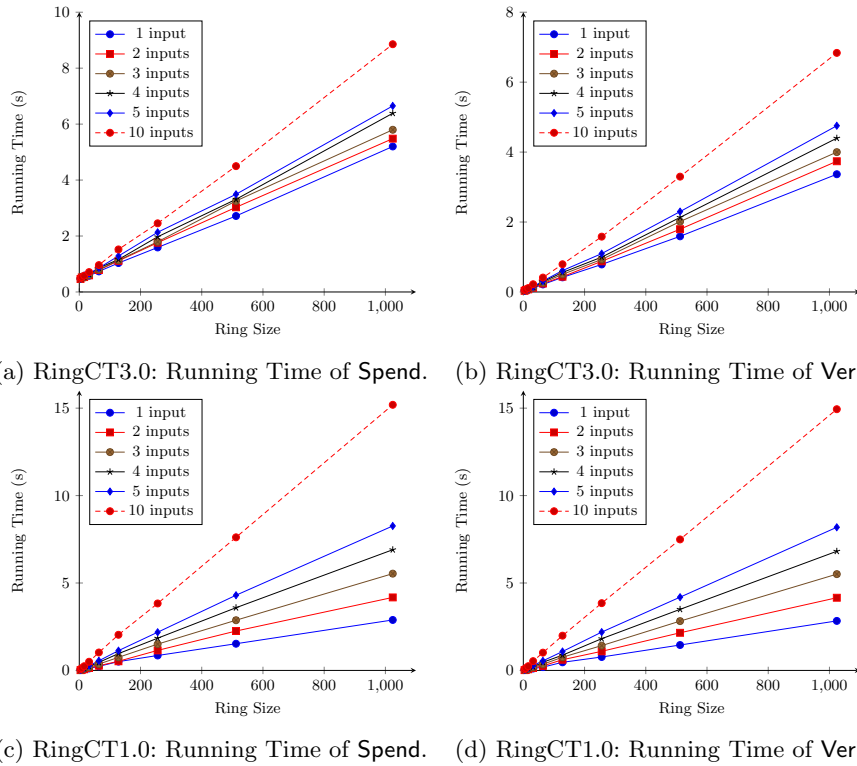 10
8
6
4
2
0
0
200
400
600
800
1,000
Ring Size
Running Time (s)
1 input
2 inputs
3 inputs
4 inputs
5 inputs
10 inputs
8
6
4
2
0
0
200
400
600
800
1,000
Ring Size
Running Time (s)
1 input
2 inputs
3 inputs
4 inputs
5 inputs
10 inputs
(a) RingCT3.0: Running Time of Spend.
(b) RingCT3.0: Running Time of Ver
15
10
5
0
0
200
400
600
800
1,000
Ring Size
Running Time (s)
1 input
2 inputs
3 inputs
4 inputs
5 inputs
10 inputs
15
10
5
0
0
200
400
600
800
1,000
Ring Size
Running Time (s)
1 input
2 inputs
3 inputs
4 inputs
5 inputs
10 inputs
(c) RingCT1.0: Running Time of Spend.
(d) RingCT1.0: Running Time of Ver